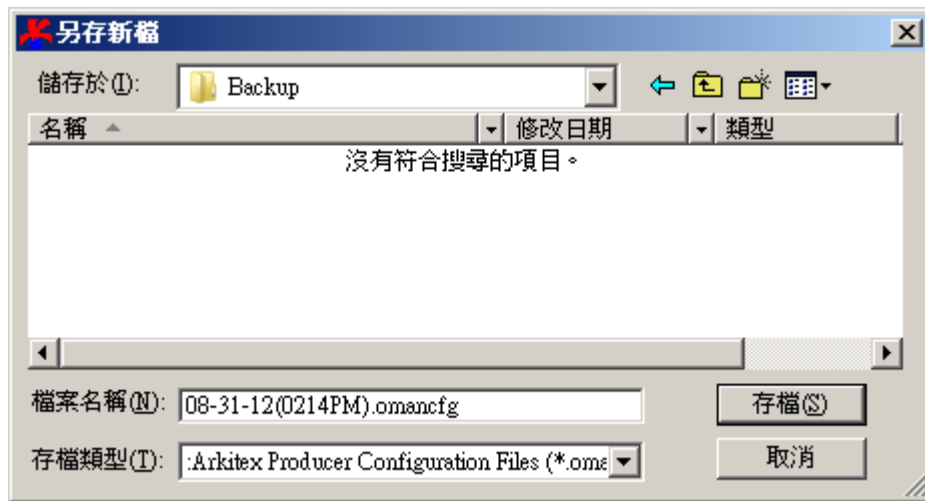 另存新檔
儲存於(I): Backup
名稱 修改日期 類型
沒有符合搜尋的項目。
檔案名稱(N): 08-31-12(0214PM).omancfg 存檔(S)
存檔類型(T): :Arkitex Producer Configuration Files (*.oma 取消